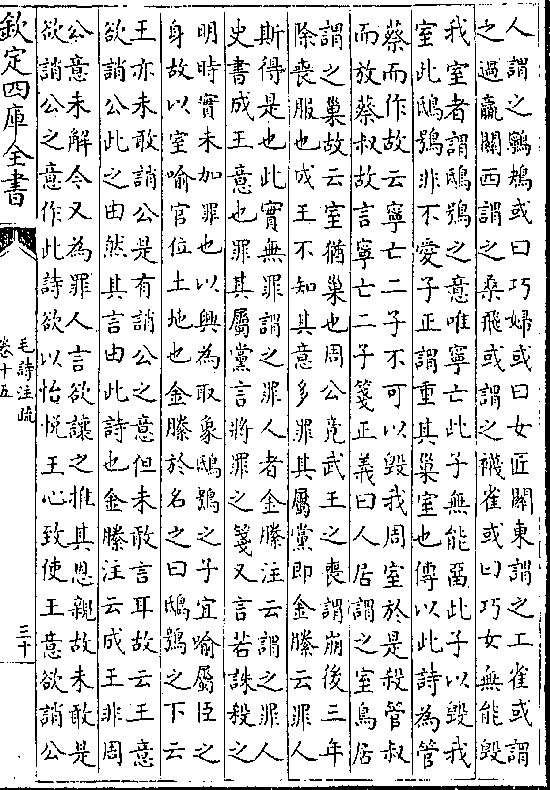 人謂之鸋鴂或曰巧婦或曰女匠關東謂之工雀或謂
之過鸁關西謂之桑飛或謂之襪雀或曰巧女無能毀
我室者謂鴟鴞之意唯寧亡此子無能留此子以毀我
室此鴟鴞非不愛子正謂重其巢室也傳以此詩為管
蔡而作故云寧亡二子不可以毀我周室於是殺管叔
而放蔡叔故言寧亡二子箋正義曰人居謂之室鳥居
謂之巢故云室猶巢也周公竟武王之喪謂崩後三年
除喪服也成王不知其意多罪其屬黨即金縢云罪人
斯得是也此實無罪謂之罪人者金縢注云謂之罪人
史書成王意也罪其屬黨言將罪之箋又言若誅殺之
明時實未加罪也以興為取象鴟鴞之子宜喻屬臣之
身故以室喻官位土地也金縢於名之曰鴟鴞之下云
王亦未敢誚公是有誚公之意但未敢言耳故云王意
欲誚公此之由然其言由此詩也金縢注云成王非周
公意未解今又為罪人言欲讓之推其恩親故未敢是
欲誚公之意作此詩欲以怡悅王心致使王意欲誚公
欽定四庫全書
毛詩注疏
卷十五
三十